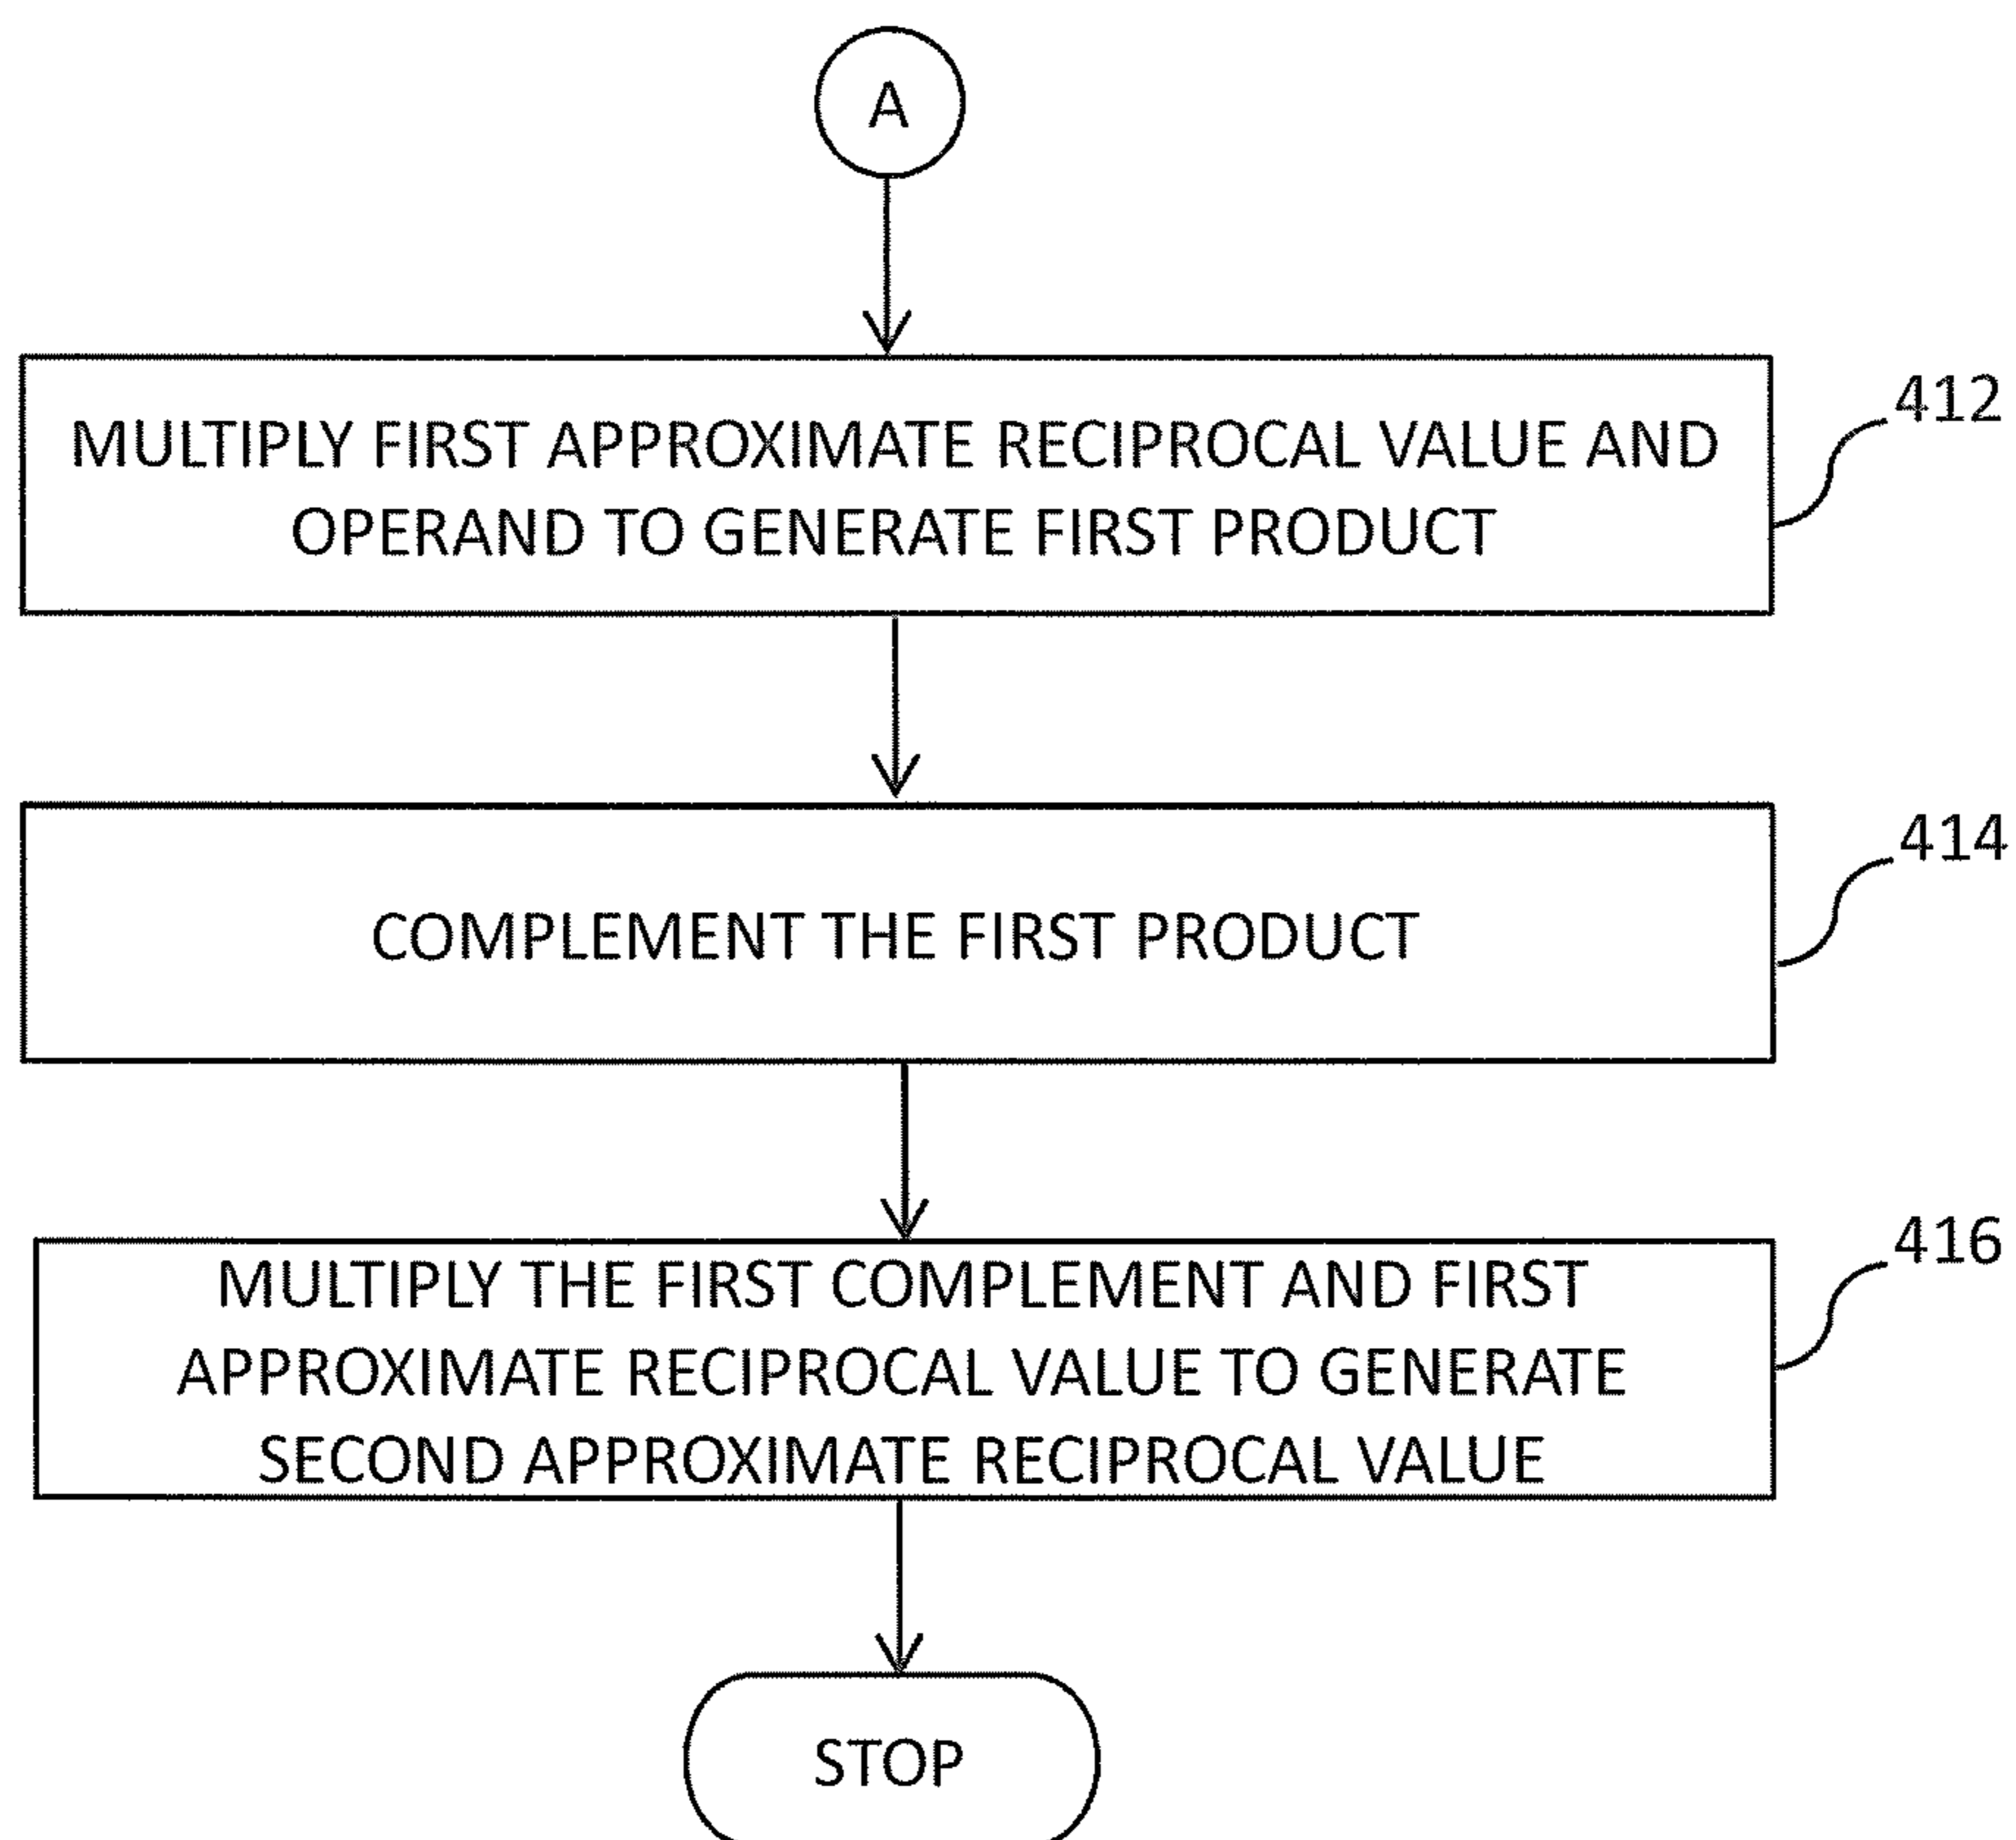 A
MULTIPLY FIRST APPROXIMATE RECIPROCAL VALUE AND
OPERAND TO GENERATE FIRST PRODUCT
412
COMPLEMENT THE FIRST PRODUCT
414
MULTIPLY THE FIRST COMPLEMENT AND FIRST
APPROXIMATE RECIPROCAL VALUE TO GENERATE
SECOND APPROXIMATE RECIPROCAL VALUE
416
STOP